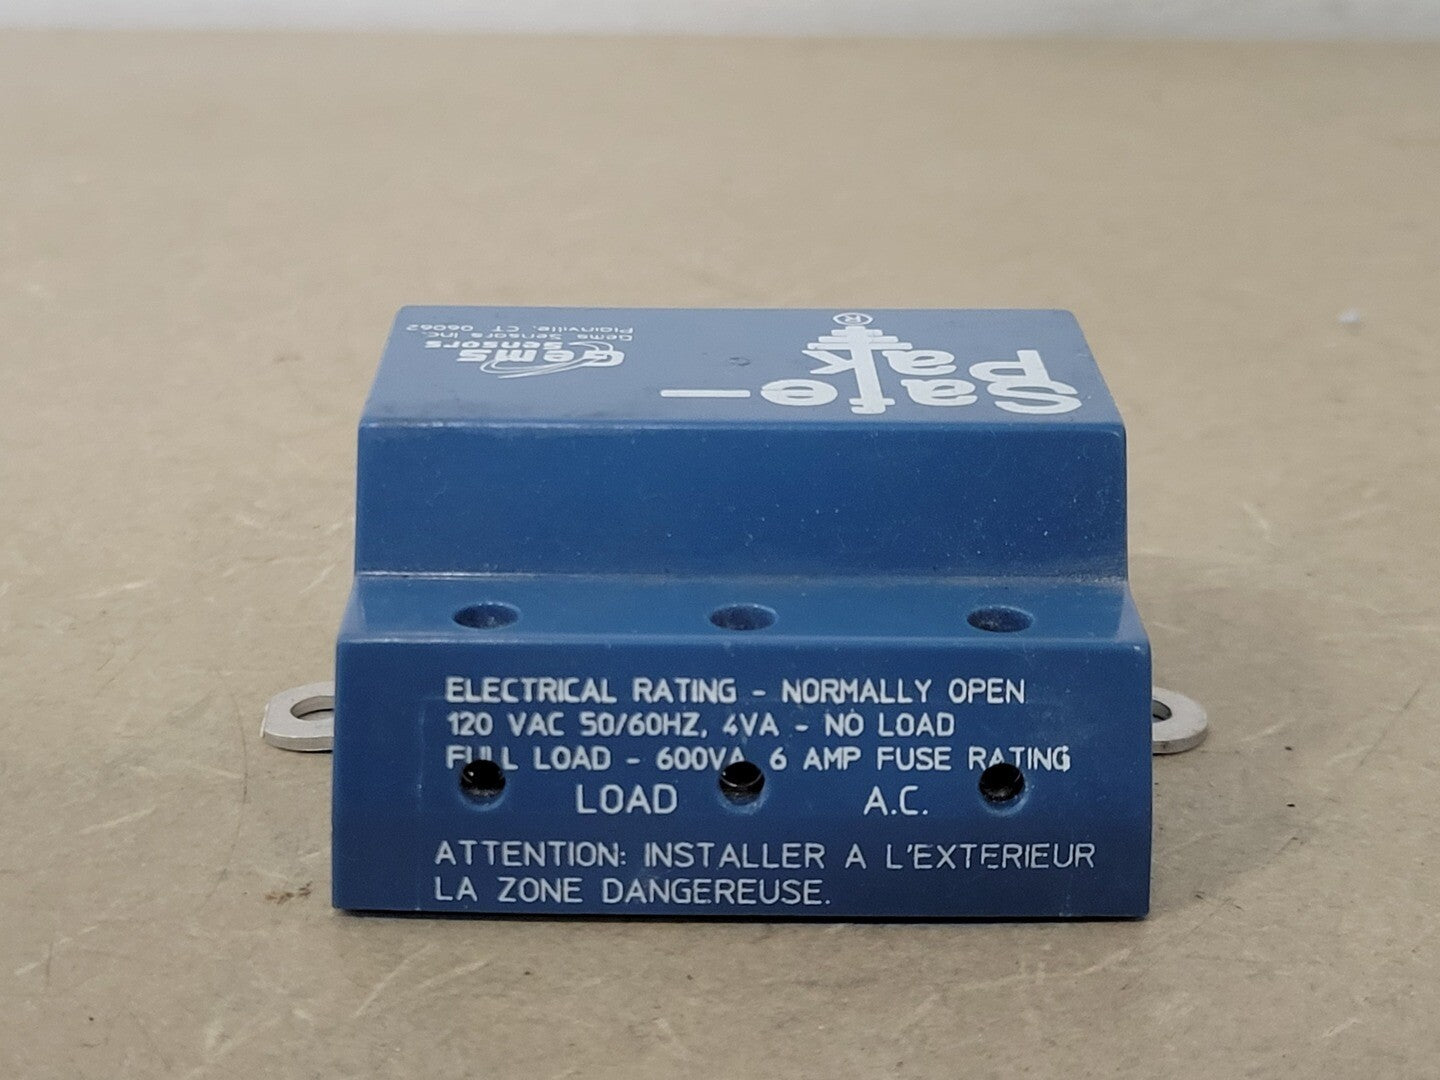 Safe-
Pak®
Gems
Sensors
Gems Sensors Inc.
Plainville, CT 06062
ELECTRICAL RATING - NORMALLY OPEN
120 VAC 50/60HZ, 4VA - NO LOAD
FULL LOAD - 600VA 6 AMP FUSE RATING
LOAD A.C.
ATTENTION: INSTALLER A L'EXTERIEUR
LA ZONE DANGEREUSE.